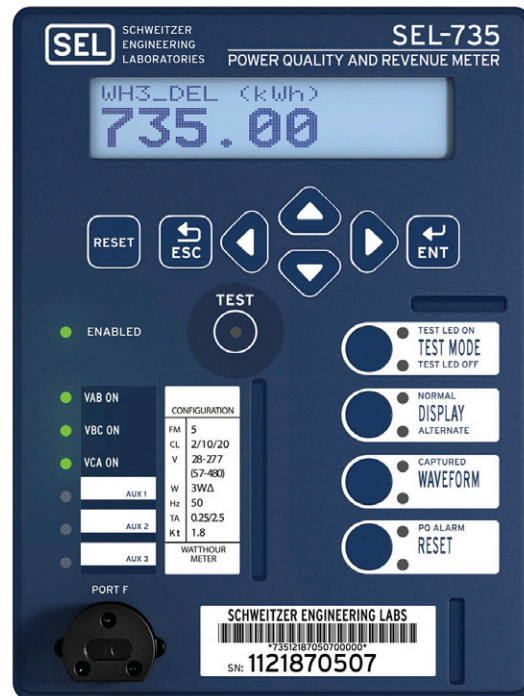 SEL
SCHWEITZER
ENGINEERING
LABORATORIES
SEL-735
POWER QUALITY AND REVENUE METER
WH3_DEL (kWh)
735.00
RESET
ESC
ENT
TEST
ENABLED
TEST LED ON
TEST MODE
TEST LED OFF
NORMAL
DISPLAY
ALTERNATE
CAPTURED
WAVEFORM
PQ ALARM
RESET
VAB ON
VBC ON
VCA ON
AUX 1
AUX 2
AUX 3
CONFIGURATION
FM 5
CL 2/10/20
V 28-277
(57-480)
W 3WΔ
Hz 50
TA 0.25/2.5
Kt 1.8
WATTHOUR
METER
PORT F
SCHWEITZER ENGINEERING LABS
*73512187050700000*
SN: 1121870507